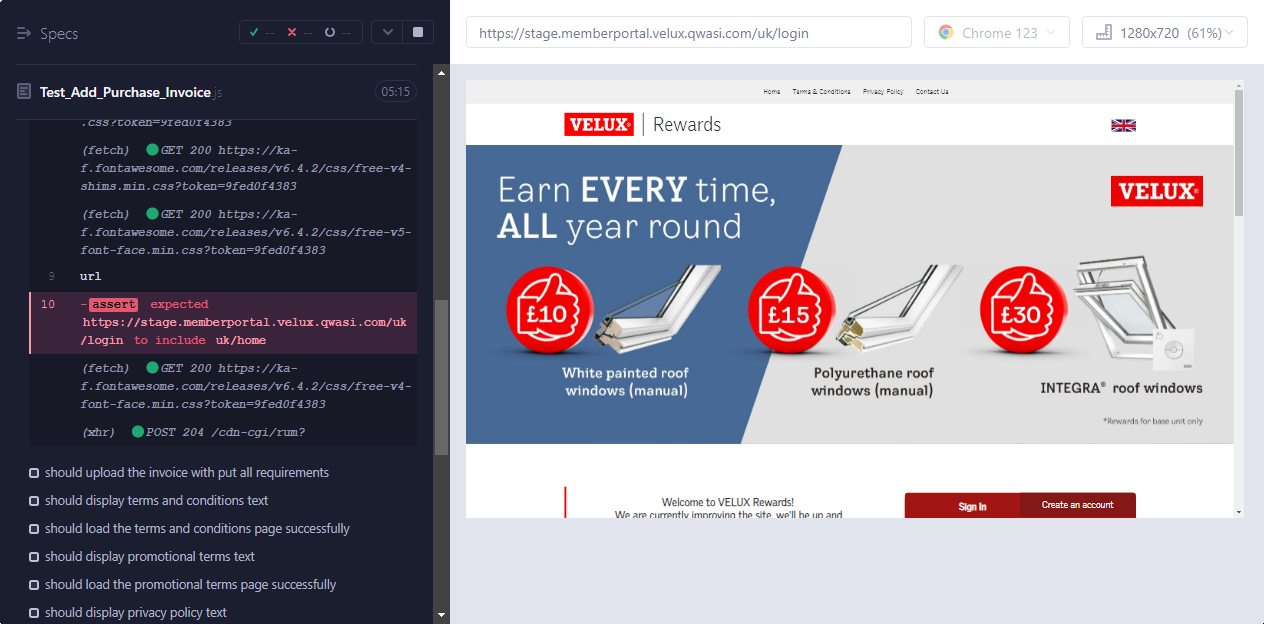 Specs
-- -- --
Test_Add_Purchase_Invoice.js
05:15
.css?token=9fed0f4383
(fetch) GET 200 https://ka-
f.fontawesome.com/releases/v6.4.2/css/free-v4-
shims.min.css?token=9fed0f4383
(fetch) GET 200 https://ka-
f.fontawesome.com/releases/v6.4.2/css/free-v5-
font-face.min.css?token=9fed0f4383
9 url
10 -assert expected
https://stage.memberportal.velux.qwasi.com/uk
/login to include uk/home
(fetch) GET 200 https://ka-
f.fontawesome.com/releases/v6.4.2/css/free-v4-
font-face.min.css?token=9fed0f4383
(xhr) POST 204 /cdn-cgi/rum?
should upload the invoice with put all requirements
should display terms and conditions text
should load the terms and conditions page successfully
should display promotional terms text
should load the promotional terms page successfully
should display privacy policy text
https://stage.memberportal.velux.qwasi.com/uk/login
Chrome 123
1280x720 (61%)
Home Terms & Conditions Privacy Policy Contact Us
VELUX® Rewards
Earn EVERY time,
ALL year round
VELUX®
£10
£15
£30
White painted roof
windows (manual)
Polyurethane roof
windows (manual)
INTEGRA® roof windows
*Rewards for base unit only
Welcome to VELUX Rewards!
We are currently improving the site, we'll be up and
Sign In
Create an account